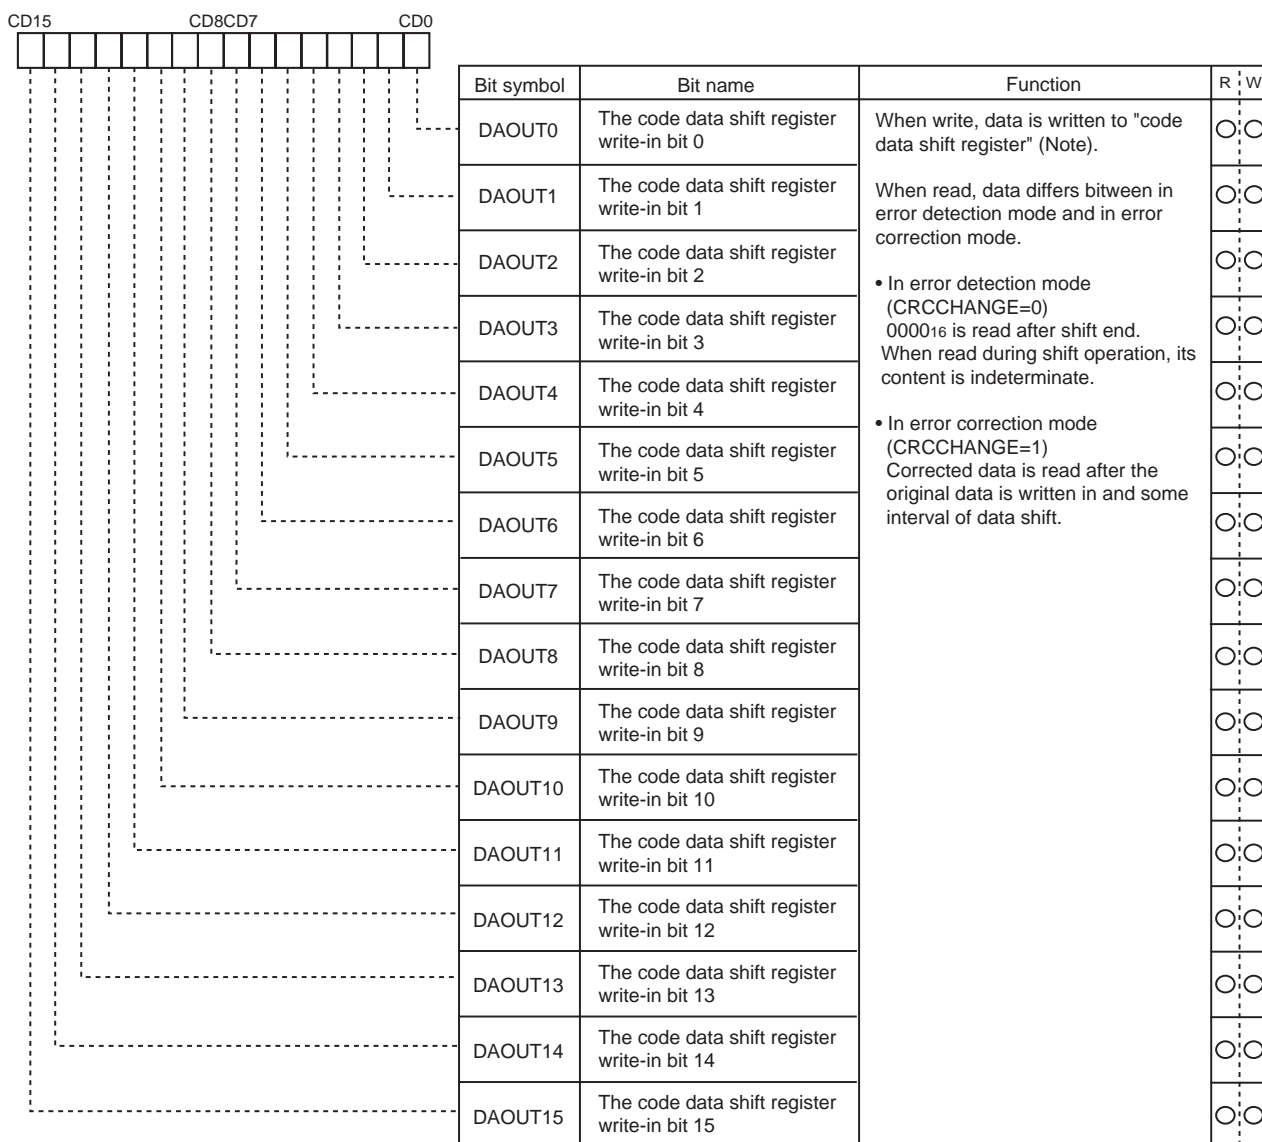 CD15 CD8CD7 CD0
Bit symbol Bit name Function R W
DAOUT0 The code data shift register
write-in bit 0
When write, data is written to "code
data shift register" (Note).
When read, data differs bitween in
error detection mode and in error
correction mode.
• In error detection mode
(CRCCHANGE=0)
000016 is read after shift end.
When read during shift operation, its
content is indeterminate.
• In error correction mode
(CRCCHANGE=1)
Corrected data is read after the
original data is written in and some
interval of data shift.
DAOUT1 The code data shift register
write-in bit 1
DAOUT2 The code data shift register
write-in bit 2
DAOUT3 The code data shift register
write-in bit 3
DAOUT4 The code data shift register
write-in bit 4
DAOUT5 The code data shift register
write-in bit 5
DAOUT6 The code data shift register
write-in bit 6
DAOUT7 The code data shift register
write-in bit 7
DAOUT8 The code data shift register
write-in bit 8
DAOUT9 The code data shift register
write-in bit 9
DAOUT10 The code data shift register
write-in bit 10
DAOUT11 The code data shift register
write-in bit 11
DAOUT12 The code data shift register
write-in bit 12
DAOUT13 The code data shift register
write-in bit 13
DAOUT14 The code data shift register
write-in bit 14
DAOUT15 The code data shift register
write-in bit 15